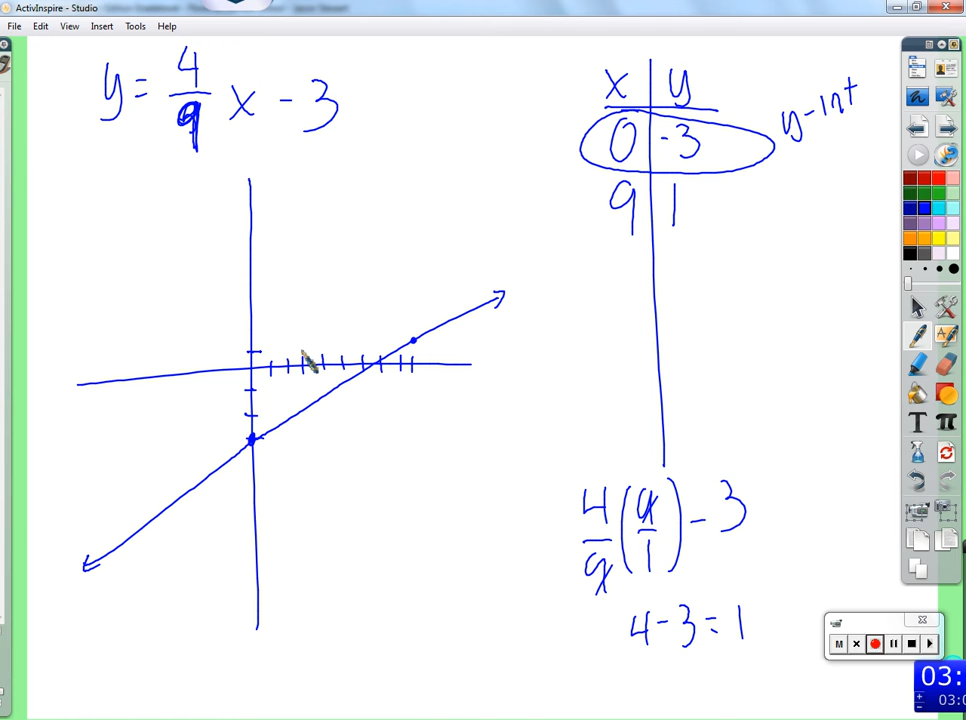 ActivInspire - Studio
File Edit View Insert Tools Help
y = 4/9 x - 3
x y
0 -3
y-int
9 1
4/9 (9/1) - 3
4 - 3 = 1
M
03:
03:0